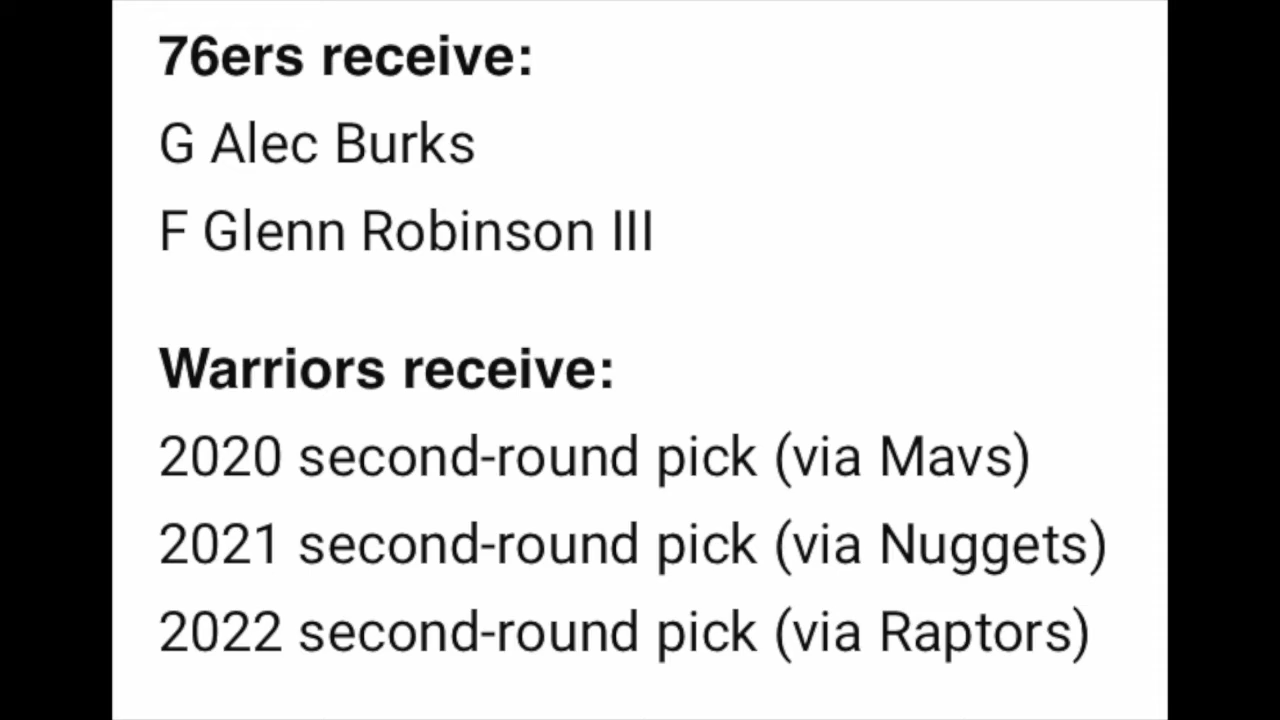 76ers receive:
G Alec Burks
F Glenn Robinson III
Warriors receive:
2020 second-round pick (via Mavs)
2021 second-round pick (via Nuggets)
2022 second-round pick (via Raptors)